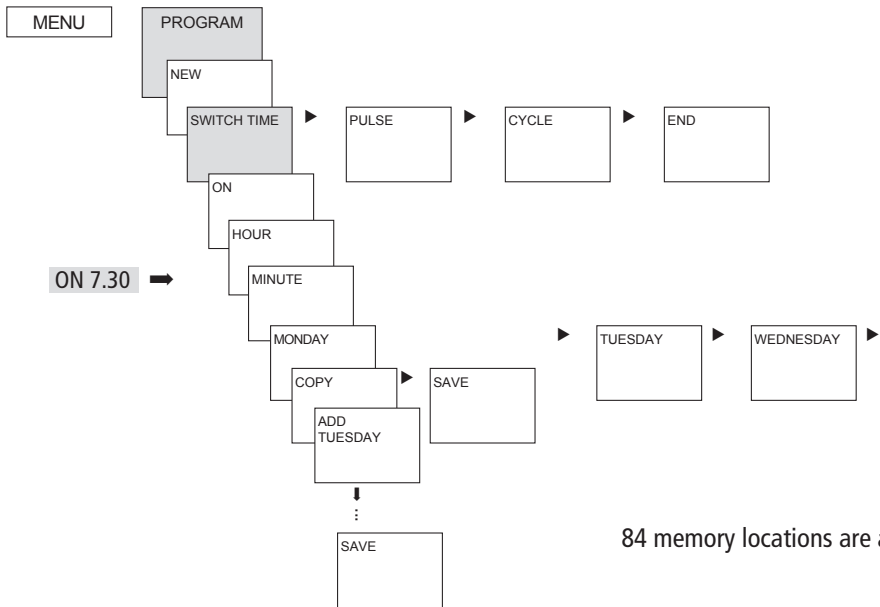 MENU
PROGRAM
NEW
SWITCH TIME
PULSE
CYCLE
END
ON
HOUR
ON 7.30
MINUTE
MONDAY
TUESDAY
WEDNESDAY
COPY
SAVE
ADD
TUESDAY
SAVE
84 memory locations are